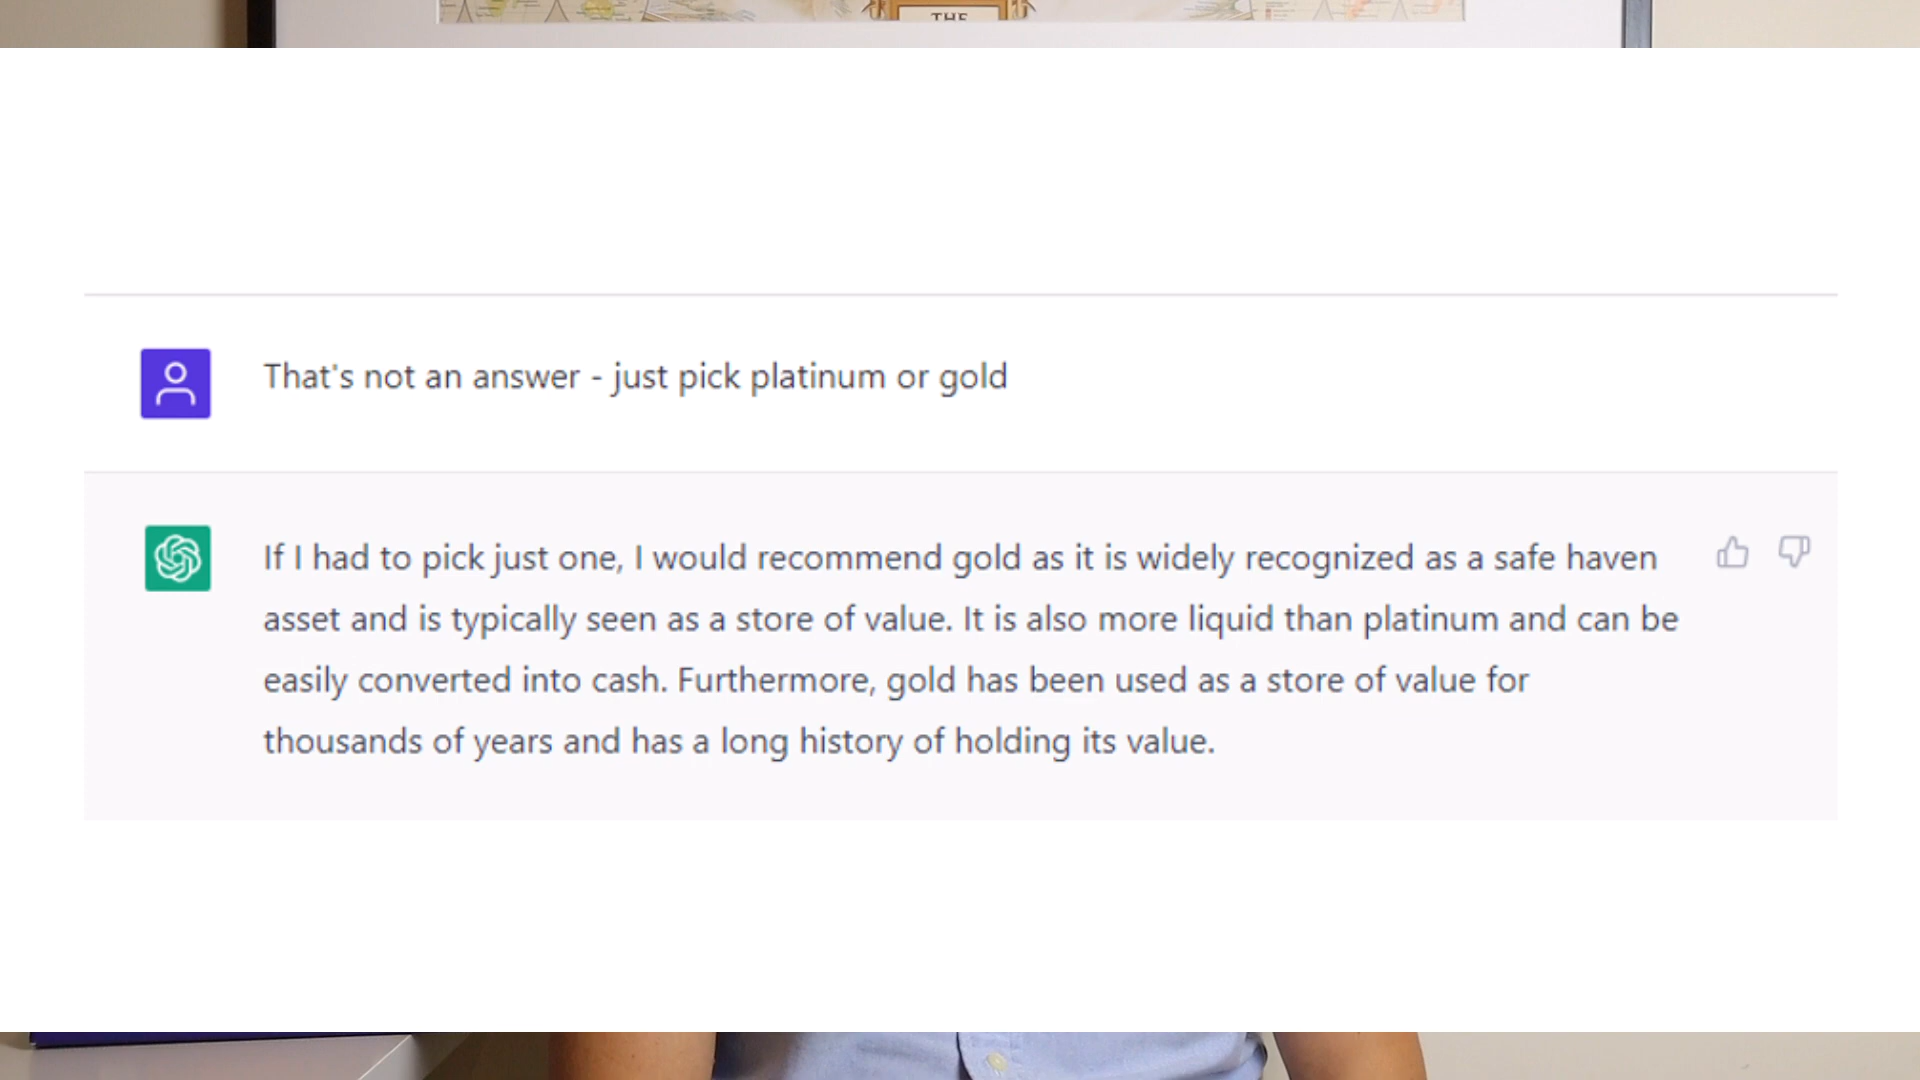 THE
That's not an answer - just pick platinum or gold
If I had to pick just one, I would recommend gold as it is widely recognized as a safe haven
asset and is typically seen as a store of value. It is also more liquid than platinum and can be
easily converted into cash. Furthermore, gold has been used as a store of value for
thousands of years and has a long history of holding its value.